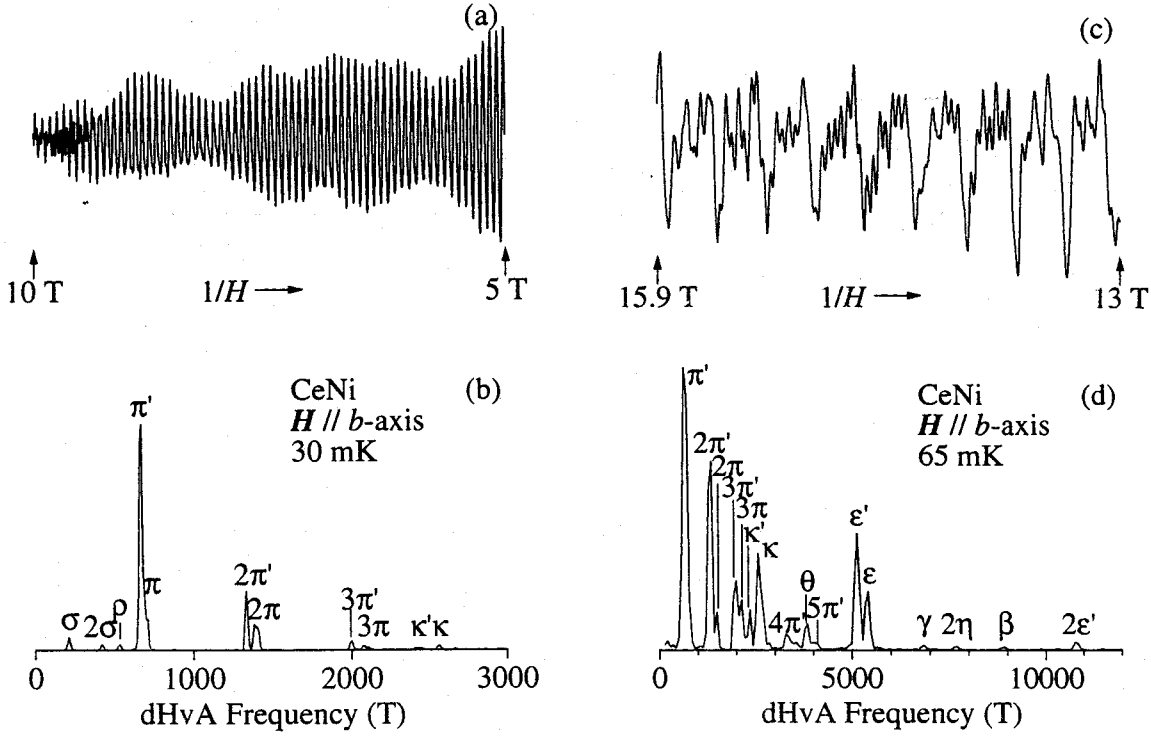 (a)
10 T 1/H 5 T
(c)
15.9 T 1/H 13 T
(b)
CeNi
H // b-axis
30 mK
π'
π
σ 2σ ρ
2π'
2π
3π'
3π
κ'κ
0 1000 2000 3000
dHvA Frequency (T)
(d)
CeNi
H // b-axis
65 mK
π'
2π'
2π
3π'
3π
κ'
κ
4π'
θ
5π'
ε'
ε
γ 2η β 2ε'
0 5000 10000
dHvA Frequency (T)